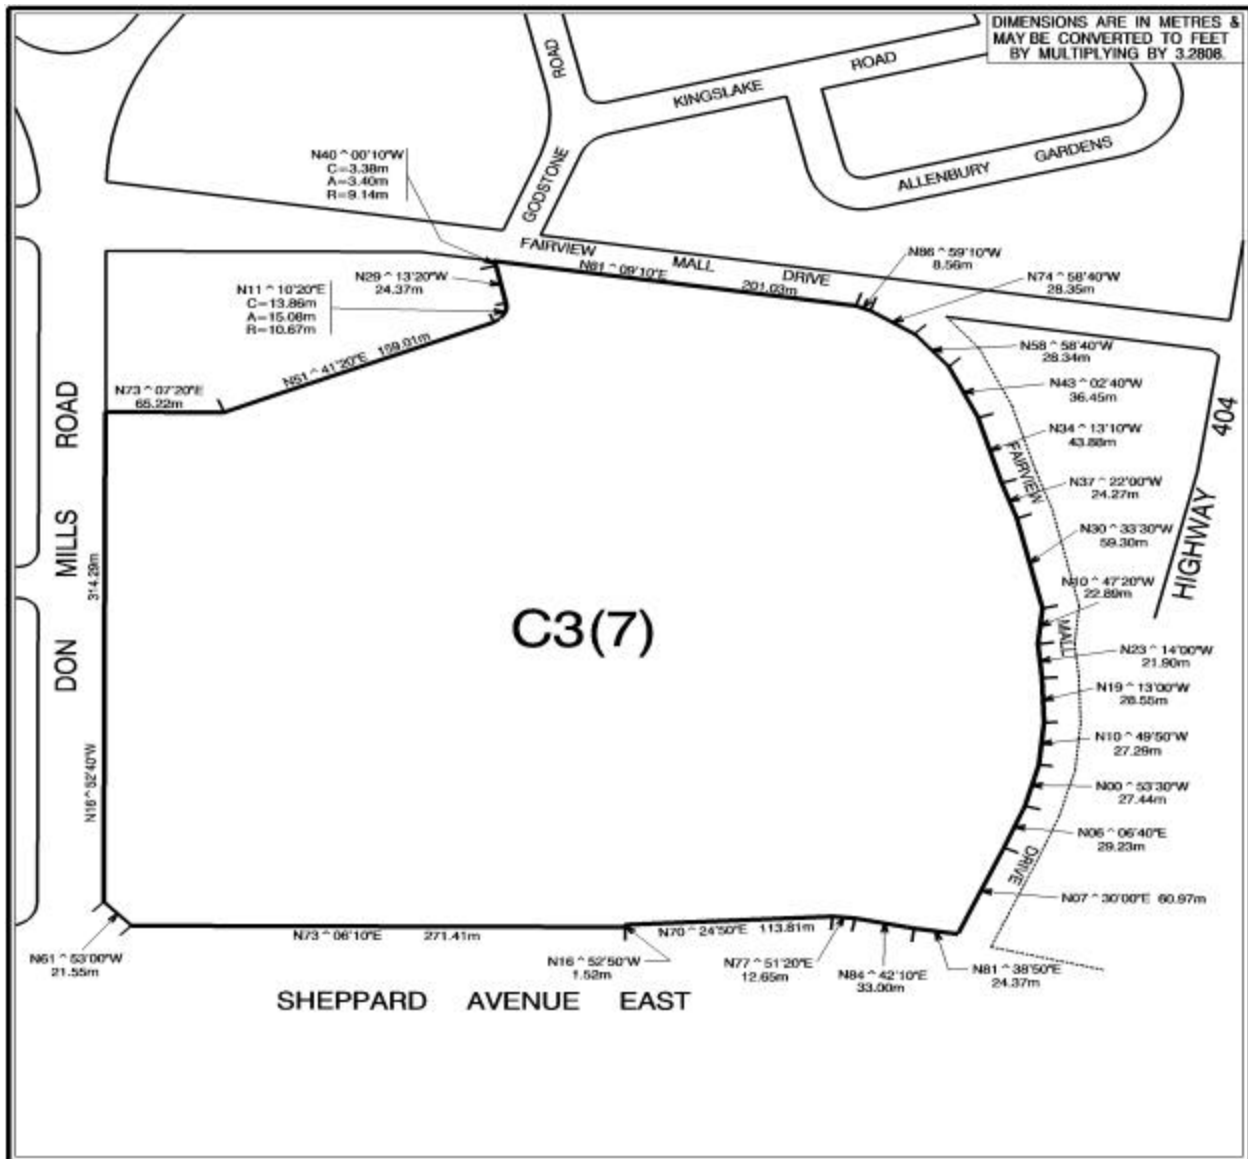 DIMENSIONS ARE IN METRES &
MAY BE CONVERTED TO FEET
BY MULTIPLYING BY 3.2808.
ROAD
KINGSLAKE ROAD
ALLENBURY GARDENS
GODSTONE
N40^00'10"W
C=3.38m
A=3.40m
R=9.14m
FAIRVIEW MALL DRIVE
N81^09'10"E
201.03m
N86^59'10"W
8.56m
N29^13'20"W
24.37m
N74^58'40"W
28.35m
N11^10'20"E
C=13.86m
A=15.08m
R=10.67m
N51^41'20"E 159.01m
N58^58'40"W
28.34m
N73^07'20"E
65.22m
N43^02'40"W
36.45m
N34^13'10"W
43.88m
N37^22'00"W
24.27m
N30^33'30"W
59.30m
N10^47'20"W
22.89m
N23^14'00"W
21.90m
N19^13'00"W
28.55m
N10^49'50"W
27.29m
N00^53'30"W
27.44m
N06^06'40"E
29.23m
N07^30'00"E 60.97m
FAIRVIEW
MALL
DRIVE
HIGHWAY 404
DON MILLS ROAD
314.29m
N16^52'40"W
C3(7)
N61^53'00"W
21.55m
N73^06'10"E 271.41m
N16^52'50"W
1.52m
N70^24'50"E 113.81m
N77^51'20"E
12.65m
N84^42'10"E
33.00m
N81^38'50"E
24.37m
SHEPPARD AVENUE EAST